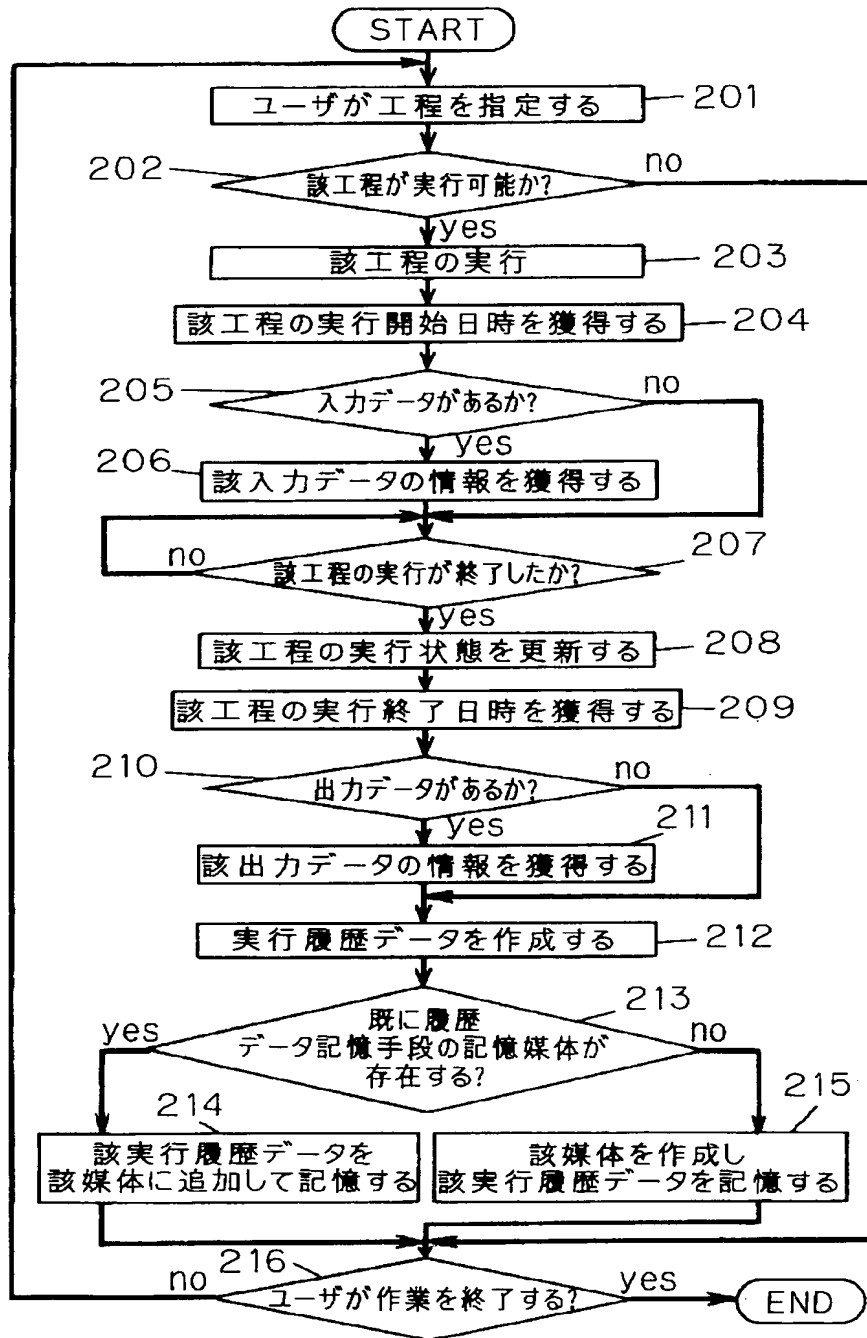 START
ユーザが工程を指定する
201
202
該工程が実行可能か?
no
yes
該工程の実行
203
該工程の実行開始日時を獲得する
204
205
入力データがあるか?
no
yes
206
該入力データの情報を獲得する
no
該工程の実行が終了したか?
207
yes
該工程の実行状態を更新する
208
該工程の実行終了日時を獲得する
209
210
出力データがあるか?
no
yes
211
該出力データの情報を獲得する
実行履歴データを作成する
212
213
yes
既に履歴
データ記憶手段の記憶媒体が
存在する?
no
214
該実行履歴データを
該媒体に追加して記憶する
215
該媒体を作成し
該実行履歴データを記憶する
216
no
ユーザが作業を終了する?
yes
END